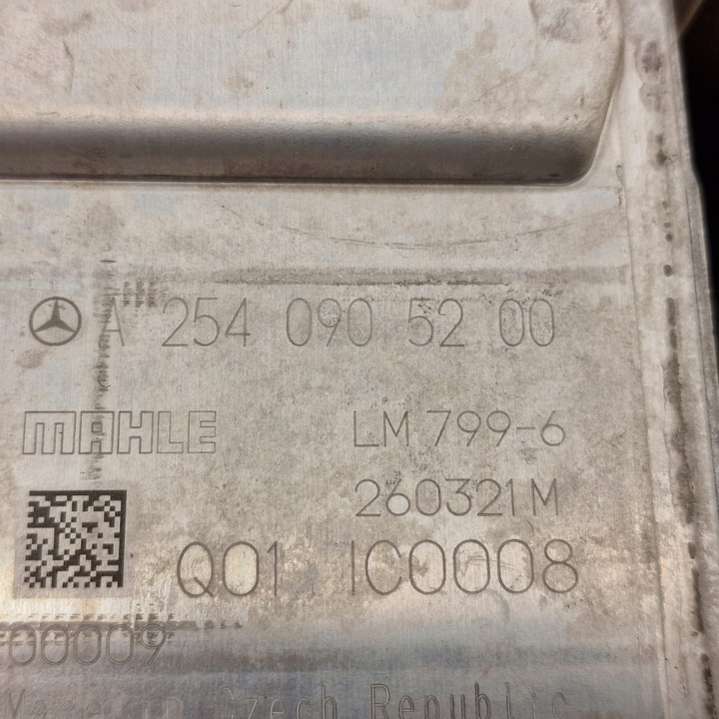 A 254 090 52 00
MAHLE LM 799-6
260321M
Q01 1C0008
00009
Czech Republic